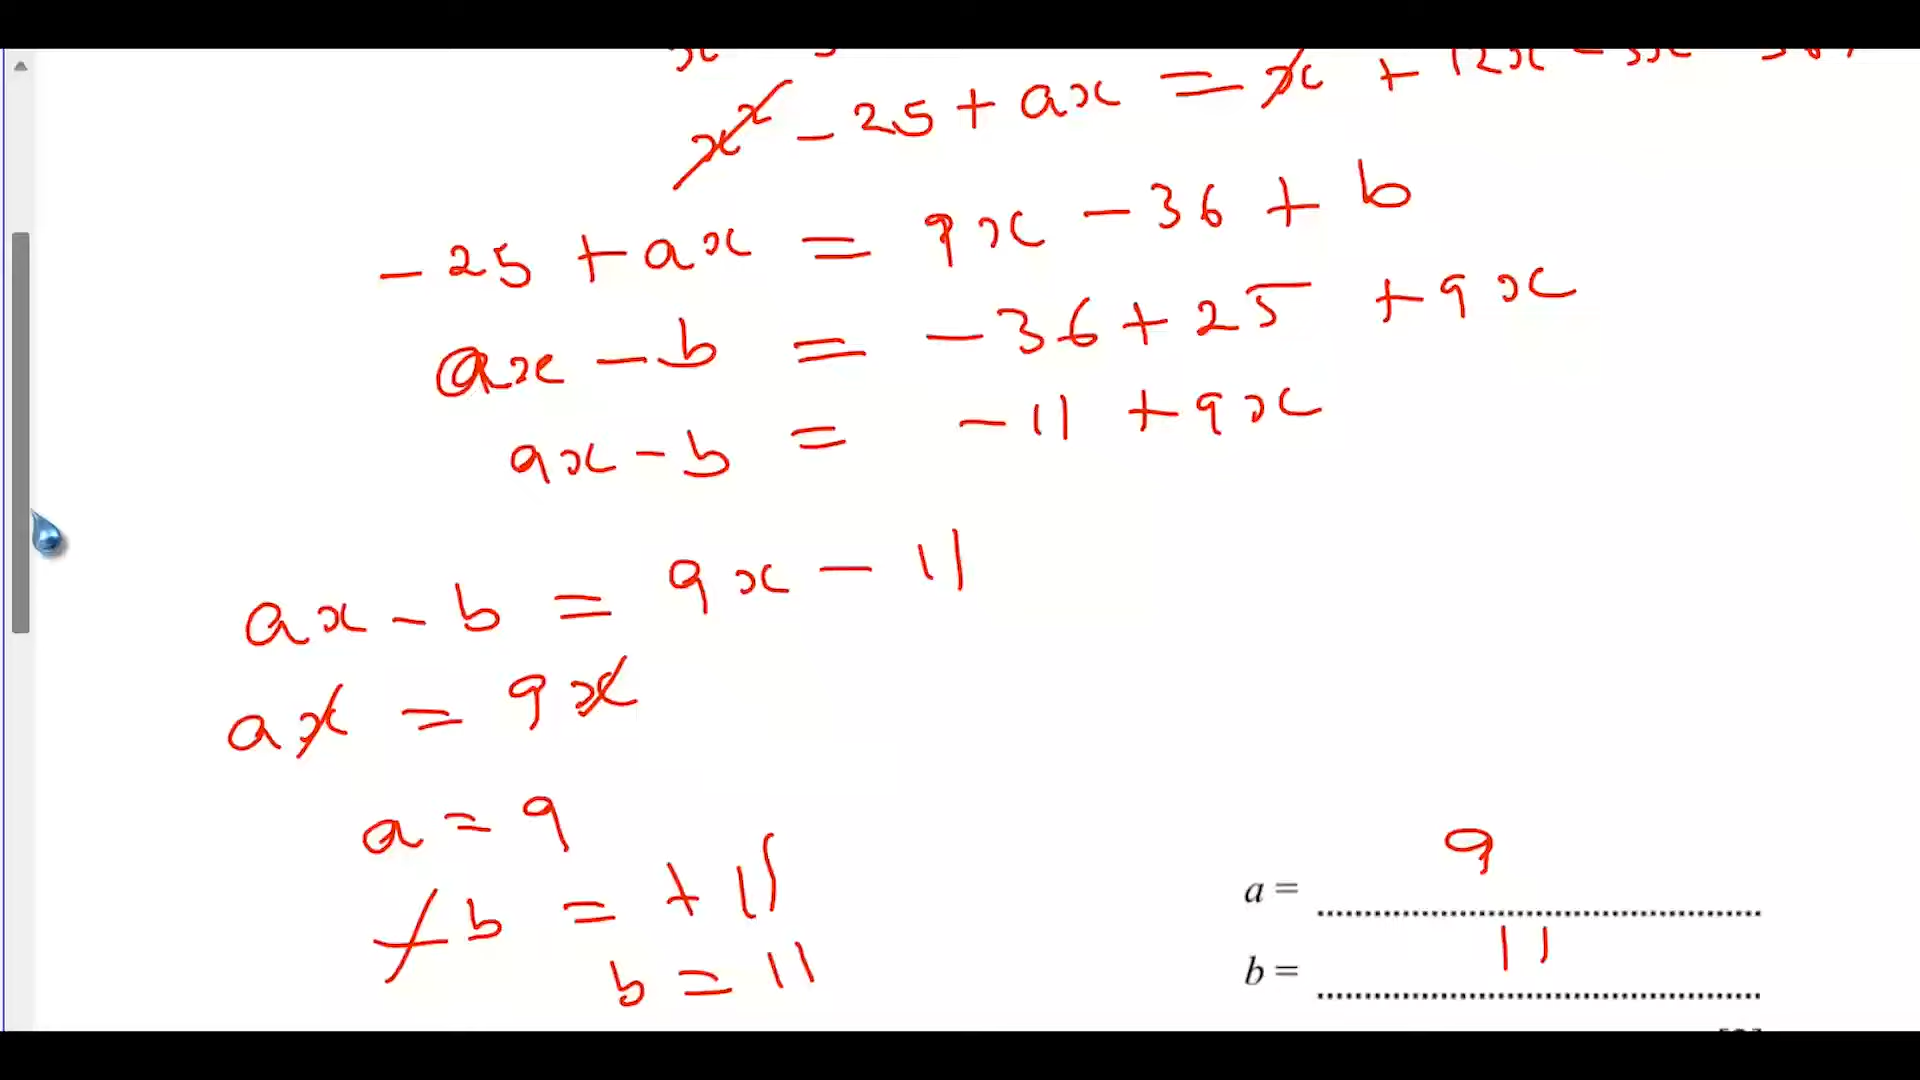 x² - 25 + ax = x + 12x - 3x - 36
-25 + ax = 9x - 36 + b
ax - b = -36 + 25 + 9x
ax - b = -11 + 9x
ax - b = 9x - 11
ax = 9x
a = 9
-b = +11
b = 11
a = 9
b = 11